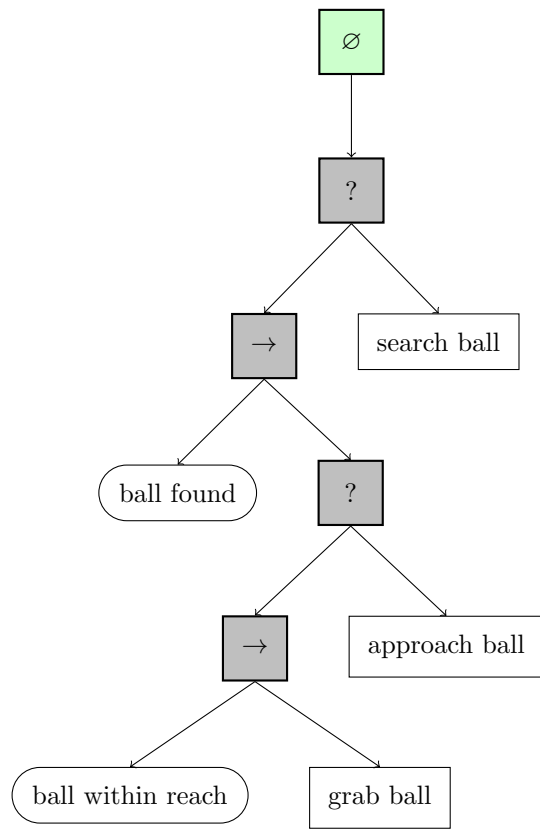 ∅
?
→
search ball
ball found
?
→
approach ball
ball within reach
grab ball